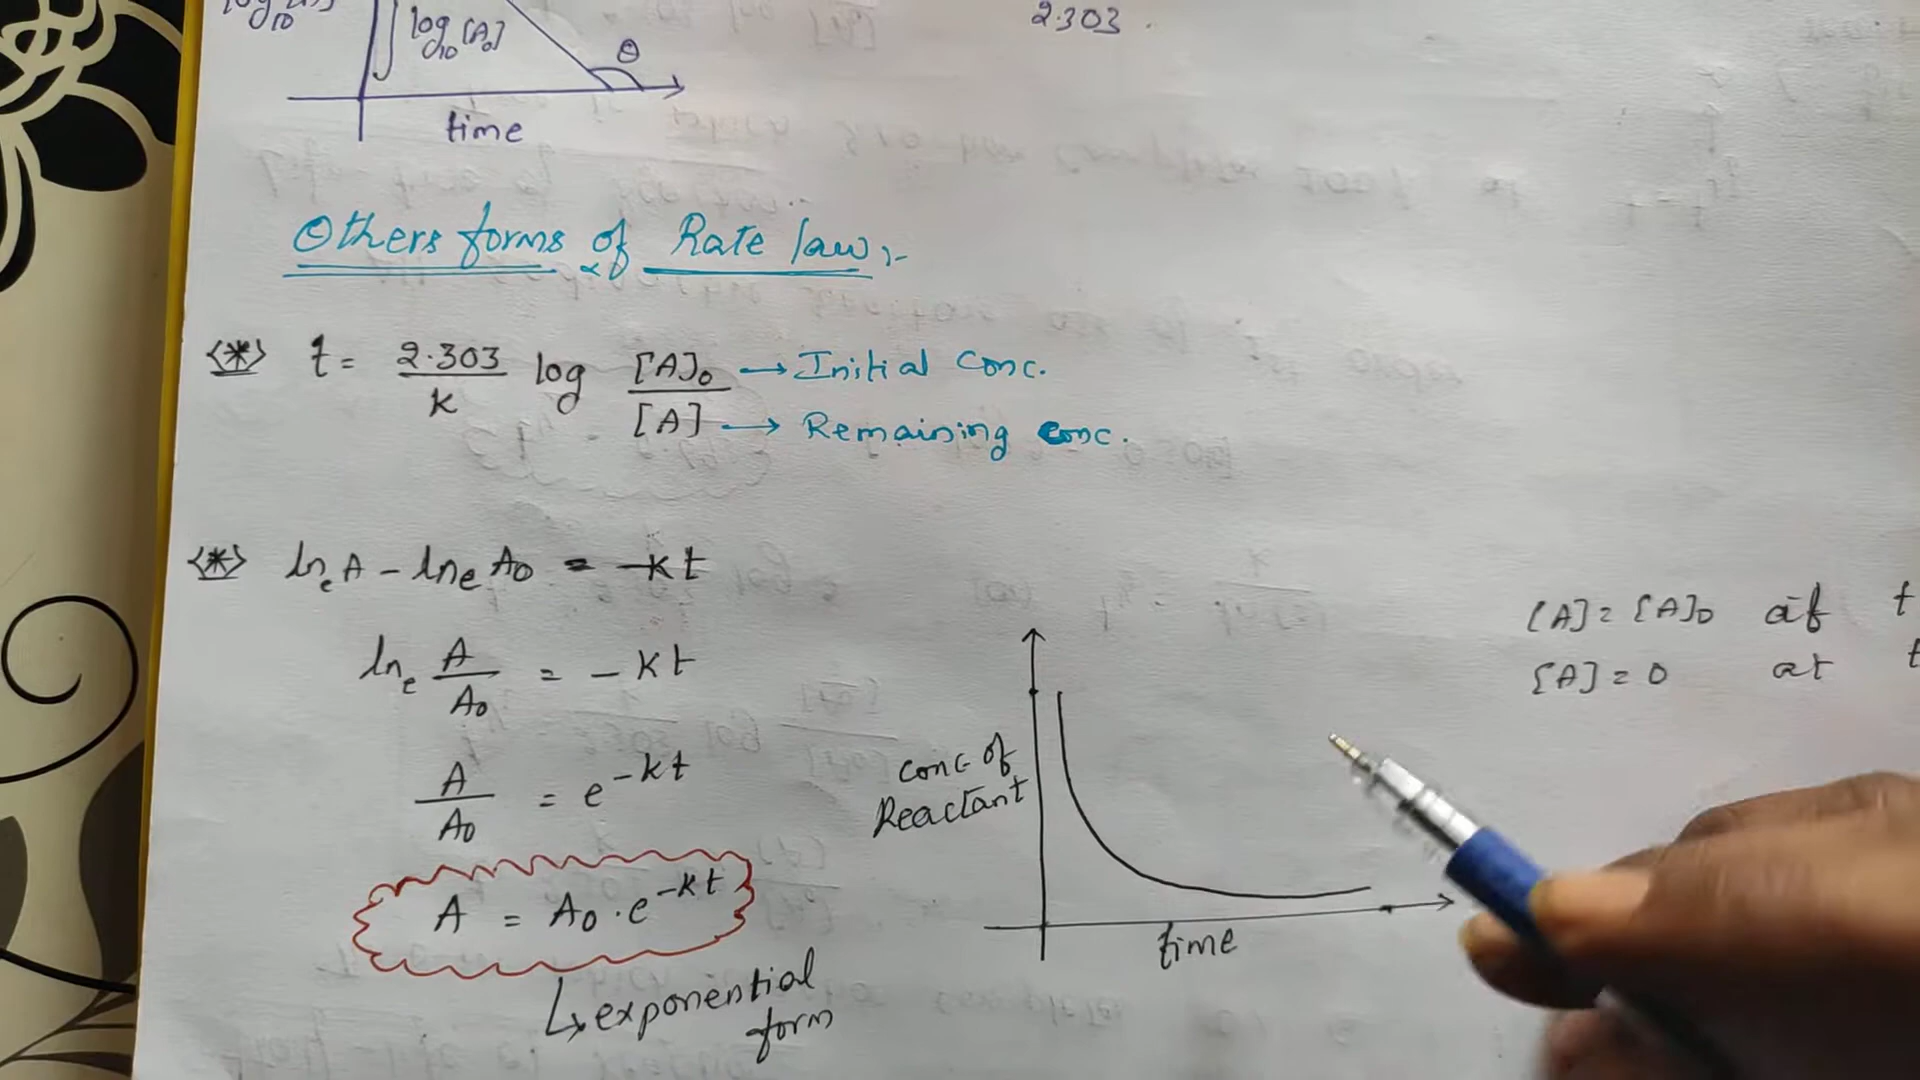 log₁₀ [A₀]
θ
time
2.303
Others forms of Rate law :-
<*> t = 2.303/K log [A]₀/[A]
→ Initial conc.
→ Remaining conc.
<*> lnₑA - lnₑA₀ = -Kt
lnₑ A/A₀ = -Kt
A/A₀ = e^-Kt
A = A₀ . e^-Kt
↳ exponential
form
conc of
Reactant
time
[A] = [A]₀ at t
[A] = 0 at t